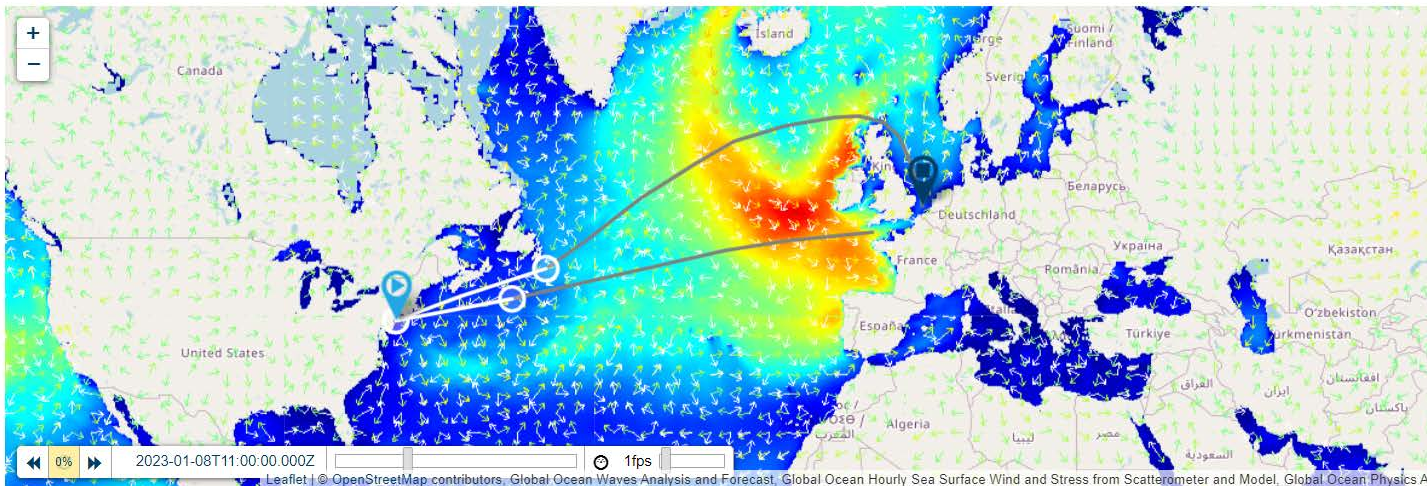 +
−
Ísland
Canada
Norge
Suomi /
Finland
Sverige
Беларусь
Deutschland
Україна
Қазақстан
France
România
O'zbekiston
España
Türkiye
Türkmenistan
United States
العراق
ایران
افغانستان
پاکستان
Algeria
ليبيا
مصر
السعودية
0%
2023-01-08T11:00:00.000Z
1fps
Leaflet | © OpenStreetMap contributors, Global Ocean Waves Analysis and Forecast, Global Ocean Hourly Sea Surface Wind and Stress from Scatterometer and Model, Global Ocean Physics A